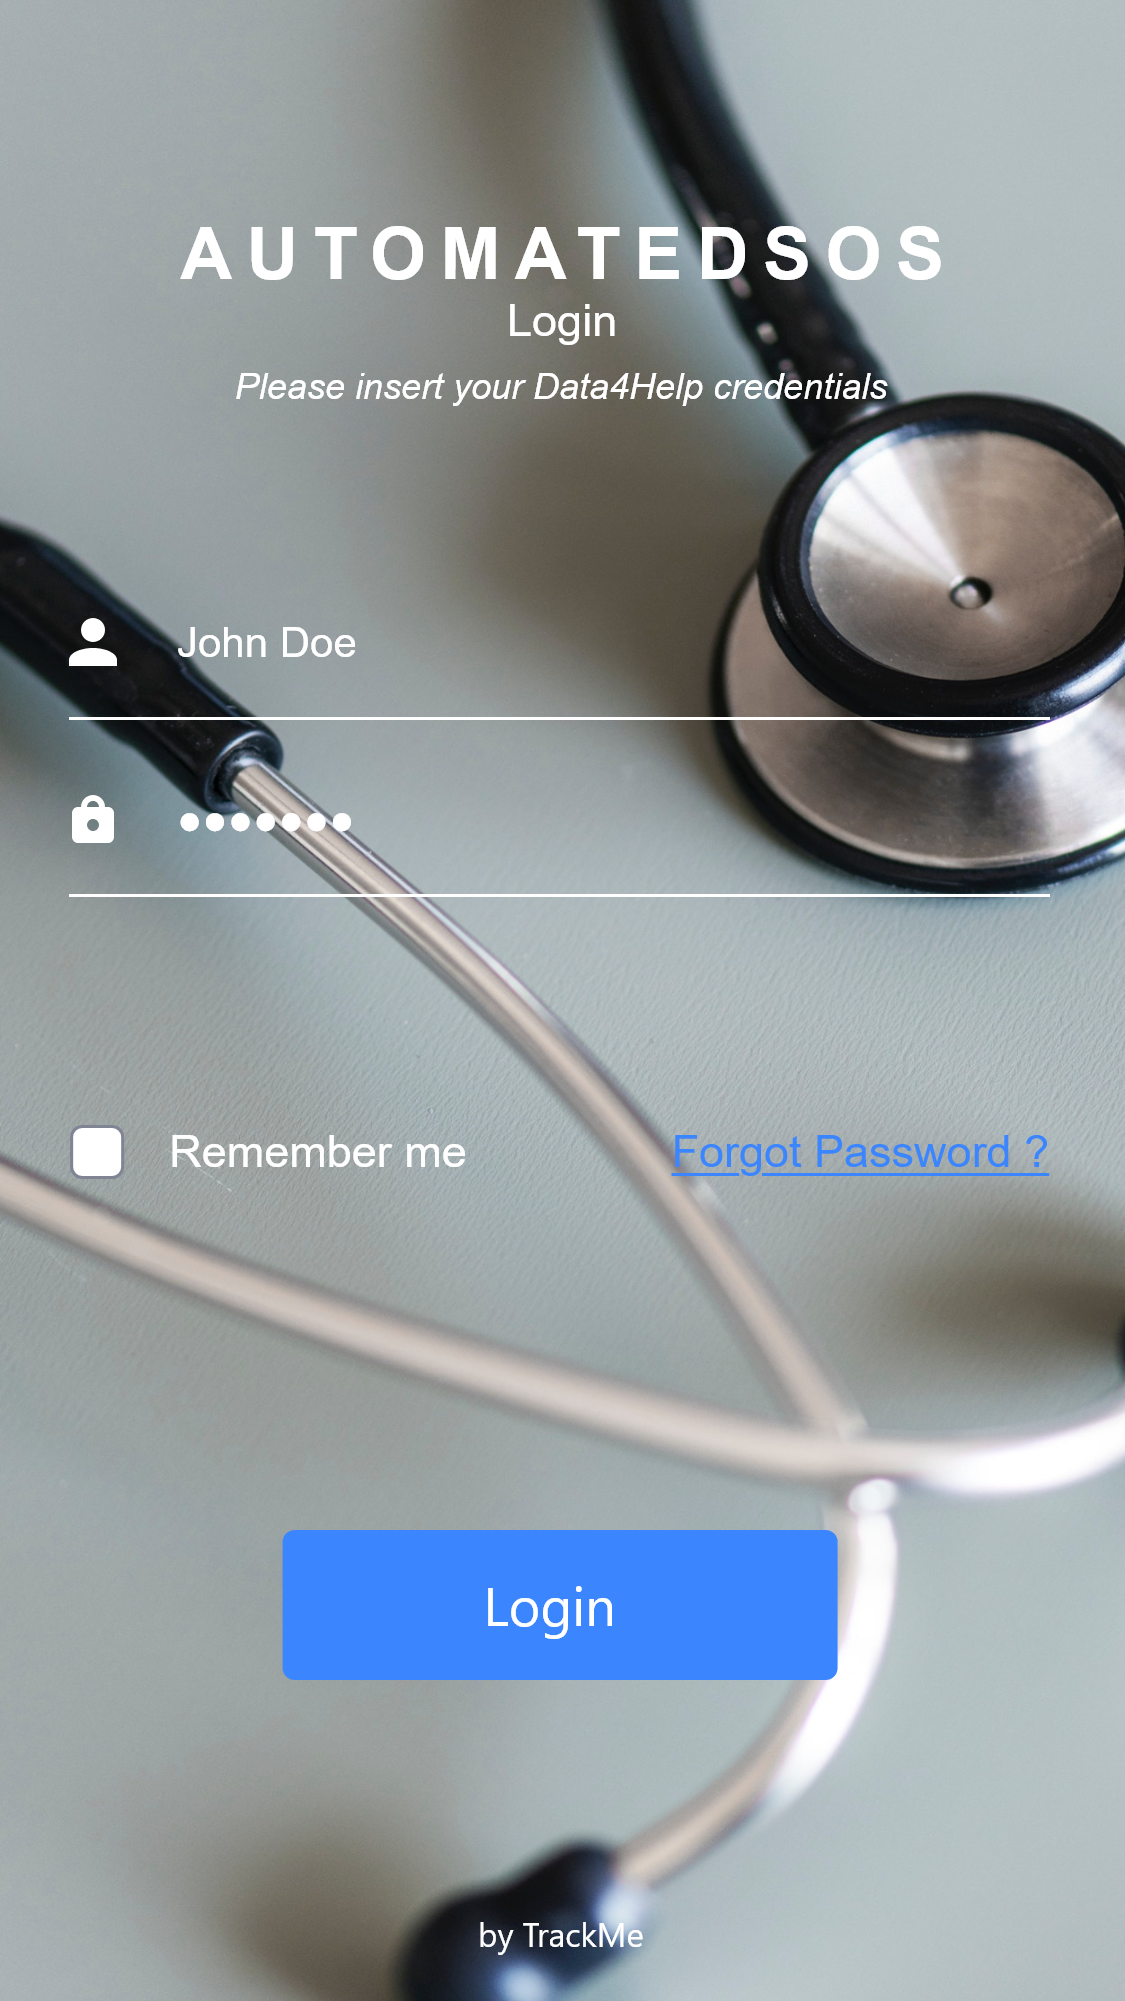 AUTOMATEDSOS
Login
Please insert your Data4Help credentials
John Doe
•••••••
Remember me
Forgot Password ?
Login
by TrackMe